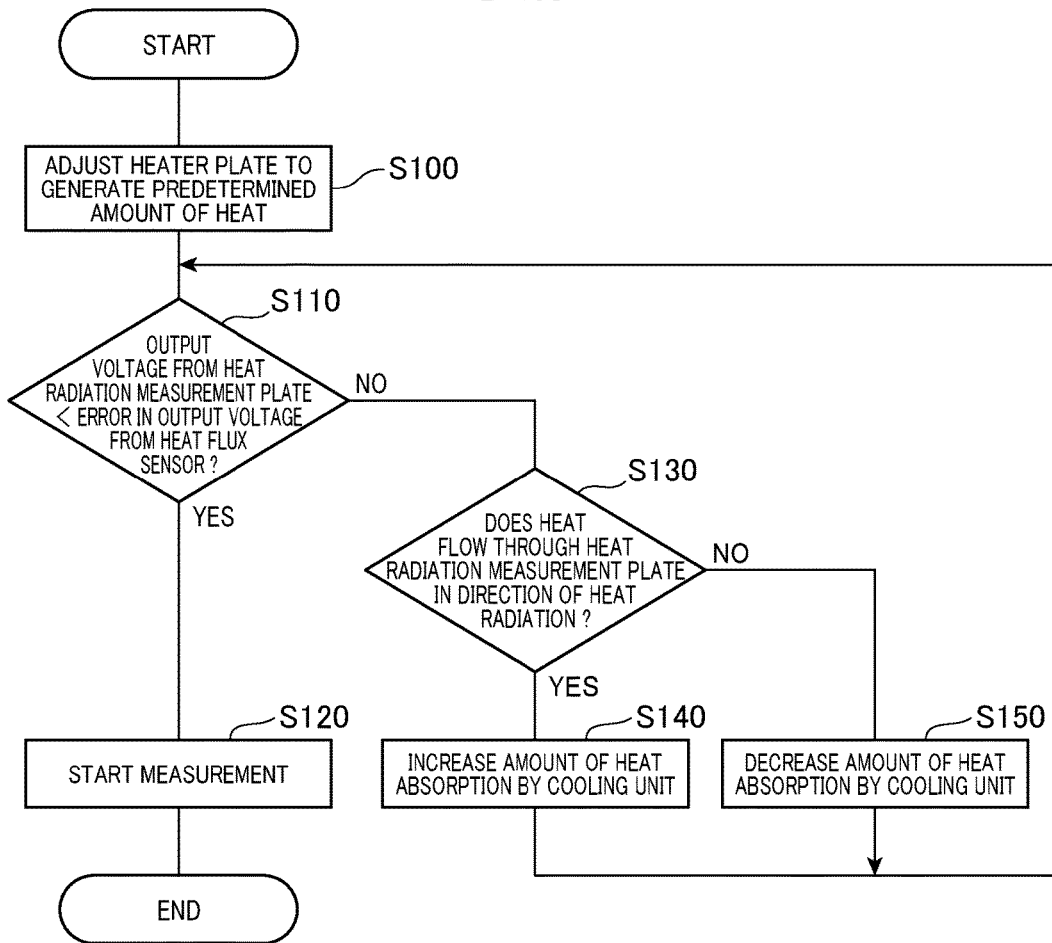 START
ADJUST HEATER PLATE TO
GENERATE PREDETERMINED
AMOUNT OF HEAT
S100
S110
OUTPUT
VOLTAGE FROM HEAT
RADIATION MEASUREMENT PLATE
< ERROR IN OUTPUT VOLTAGE
FROM HEAT FLUX
SENSOR ?
NO
YES
S130
DOES HEAT
FLOW THROUGH HEAT
RADIATION MEASUREMENT PLATE
IN DIRECTION OF HEAT
RADIATION ?
NO
YES
S120
START MEASUREMENT
S140
INCREASE AMOUNT OF HEAT
ABSORPTION BY COOLING UNIT
S150
DECREASE AMOUNT OF HEAT
ABSORPTION BY COOLING UNIT
END